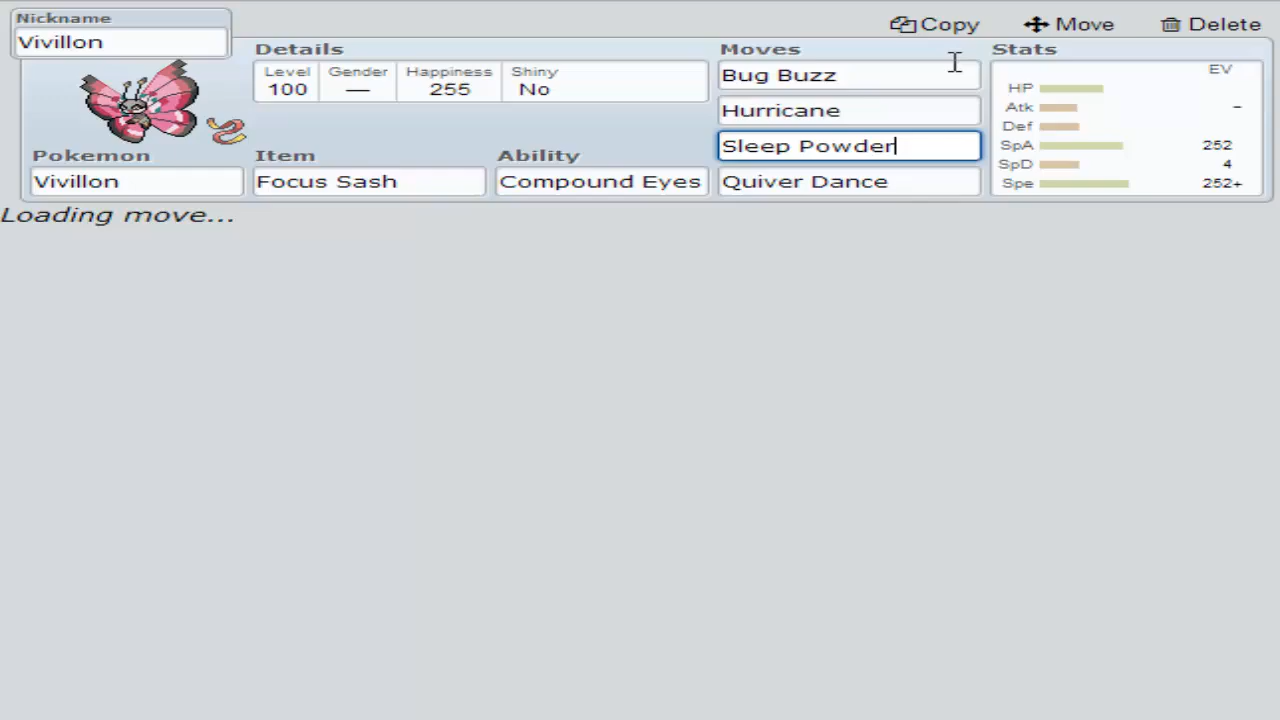 Nickname
Vivillon
Copy Move Delete
Details
Level Gender Happiness Shiny
100 — 255 No
Pokemon Item Ability
Vivillon Focus Sash Compound Eyes
Moves
Bug Buzz
Hurricane
Sleep Powder
Quiver Dance
Stats
EV
HP
Atk -
Def
SpA 252
SpD 4
Spe 252+
Loading move...